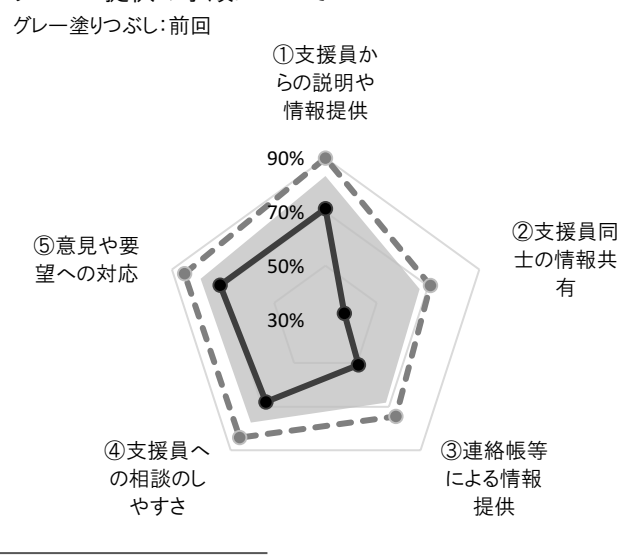 グレー塗りつぶし：前回
①支援員か
らの説明や
情報提供
90%
70%
50%
30%
②支援員同
士の情報共
有
③連絡帳等
による情報
提供
④支援員へ
の相談のし
やすさ
⑤意見や要
望への対応